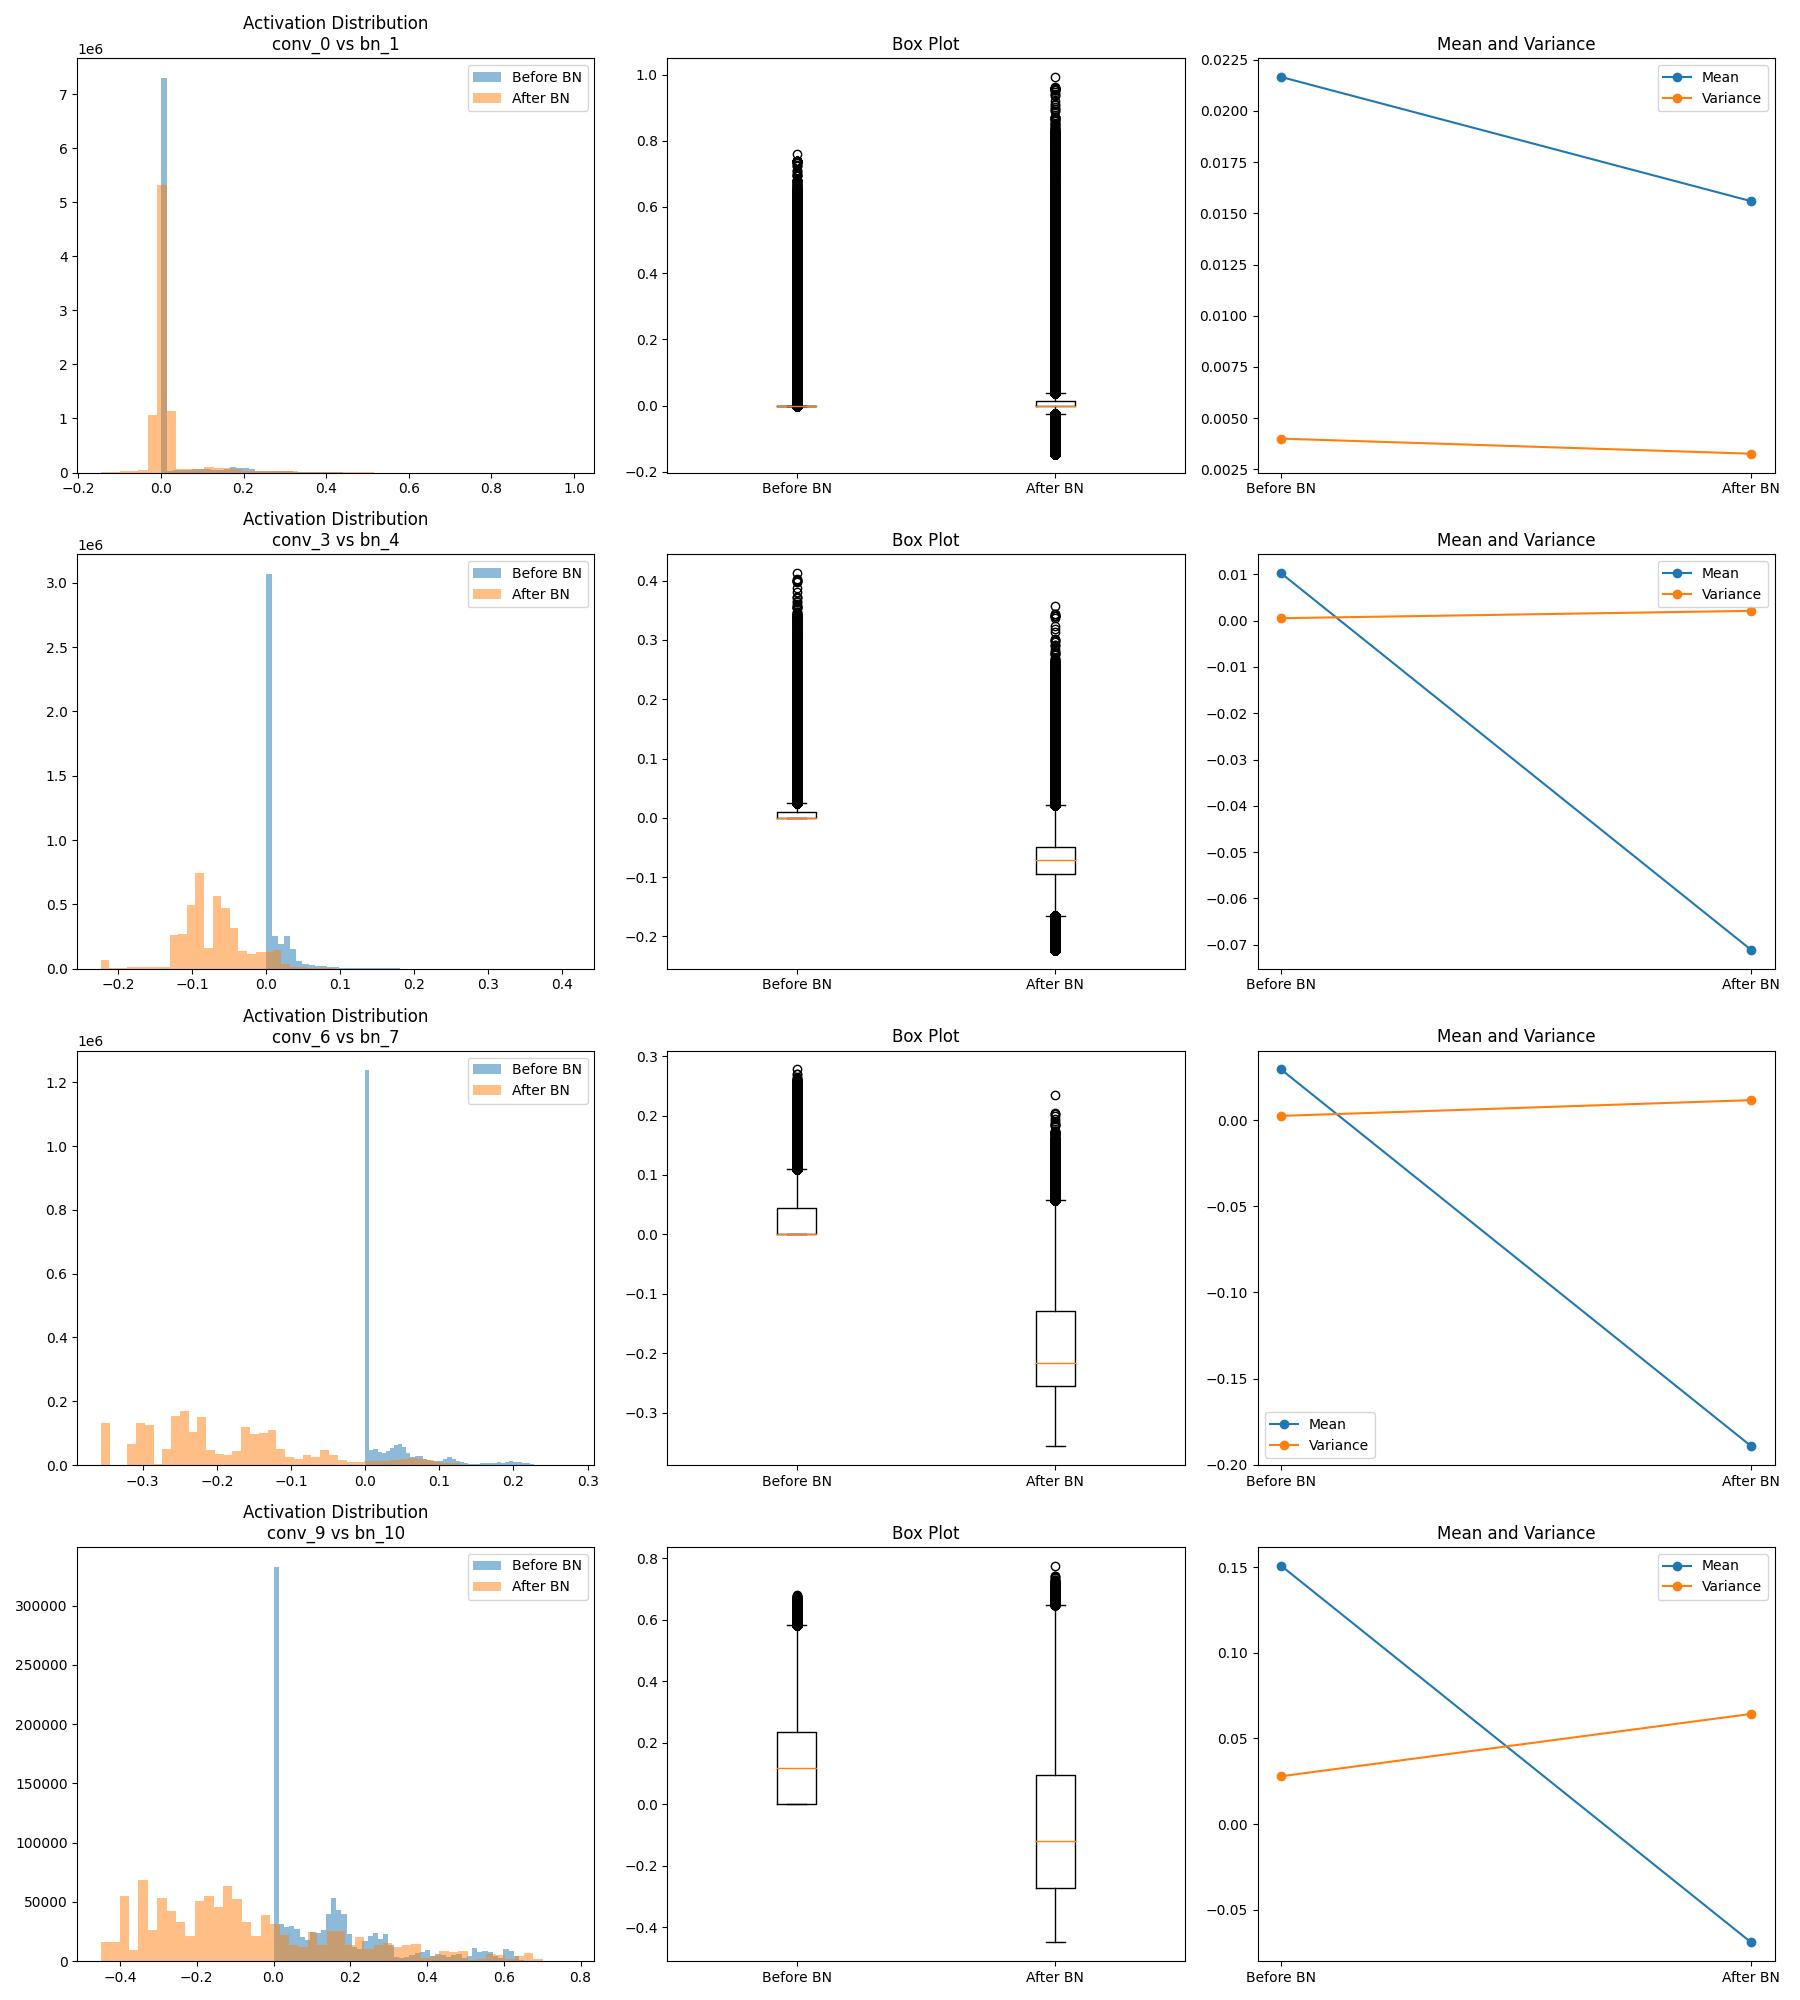 Activation Distribution
conv_0 vs bn_1
1e6
Before BN
After BN
7
6
5
4
3
2
1
0
−0.2 0.0 0.2 0.4 0.6 0.8 1.0
Box Plot
1.0
0.8
0.6
0.4
0.2
0.0
−0.2
Before BN After BN
Mean and Variance
Mean
Variance
0.0225
0.0200
0.0175
0.0150
0.0125
0.0100
0.0075
0.0050
0.0025
Before BN After BN
Activation Distribution
conv_3 vs bn_4
1e6
Before BN
After BN
3.0
2.5
2.0
1.5
1.0
0.5
0.0
−0.2 −0.1 0.0 0.1 0.2 0.3 0.4
Box Plot
0.4
0.3
0.2
0.1
0.0
−0.1
−0.2
Before BN After BN
Mean and Variance
Mean
Variance
0.01
0.00
−0.01
−0.02
−0.03
−0.04
−0.05
−0.06
−0.07
Before BN After BN
Activation Distribution
conv_6 vs bn_7
1e6
Before BN
After BN
1.2
1.0
0.8
0.6
0.4
0.2
0.0
−0.3 −0.2 −0.1 0.0 0.1 0.2 0.3
Box Plot
0.3
0.2
0.1
0.0
−0.1
−0.2
−0.3
Before BN After BN
Mean and Variance
0.00
−0.05
−0.10
−0.15
−0.20
Mean
Variance
Before BN After BN
Activation Distribution
conv_9 vs bn_10
Before BN
After BN
300000
250000
200000
150000
100000
50000
0
−0.4 −0.2 0.0 0.2 0.4 0.6 0.8
Box Plot
0.8
0.6
0.4
0.2
0.0
−0.2
−0.4
Before BN After BN
Mean and Variance
Mean
Variance
0.15
0.10
0.05
0.00
−0.05
Before BN After BN